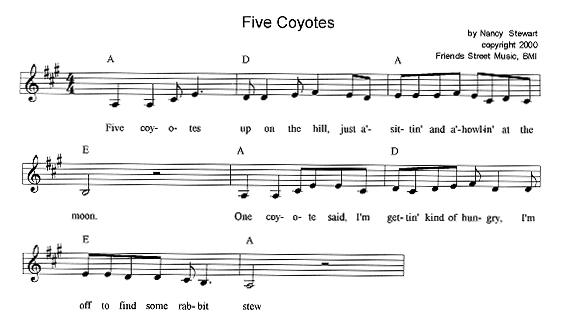 Five Coyotes
by Nancy Stewart
copyright 2000
Friends Street Music, BMI
A D A
Five coy- o- tes up on the hill, just a'- sit-tin' and a'-howl-in' at the
E A D
moon. One coy- o- te said, I'm get-tin' kind of hun- gry, I'm
E A
off to find some rab- bit stew